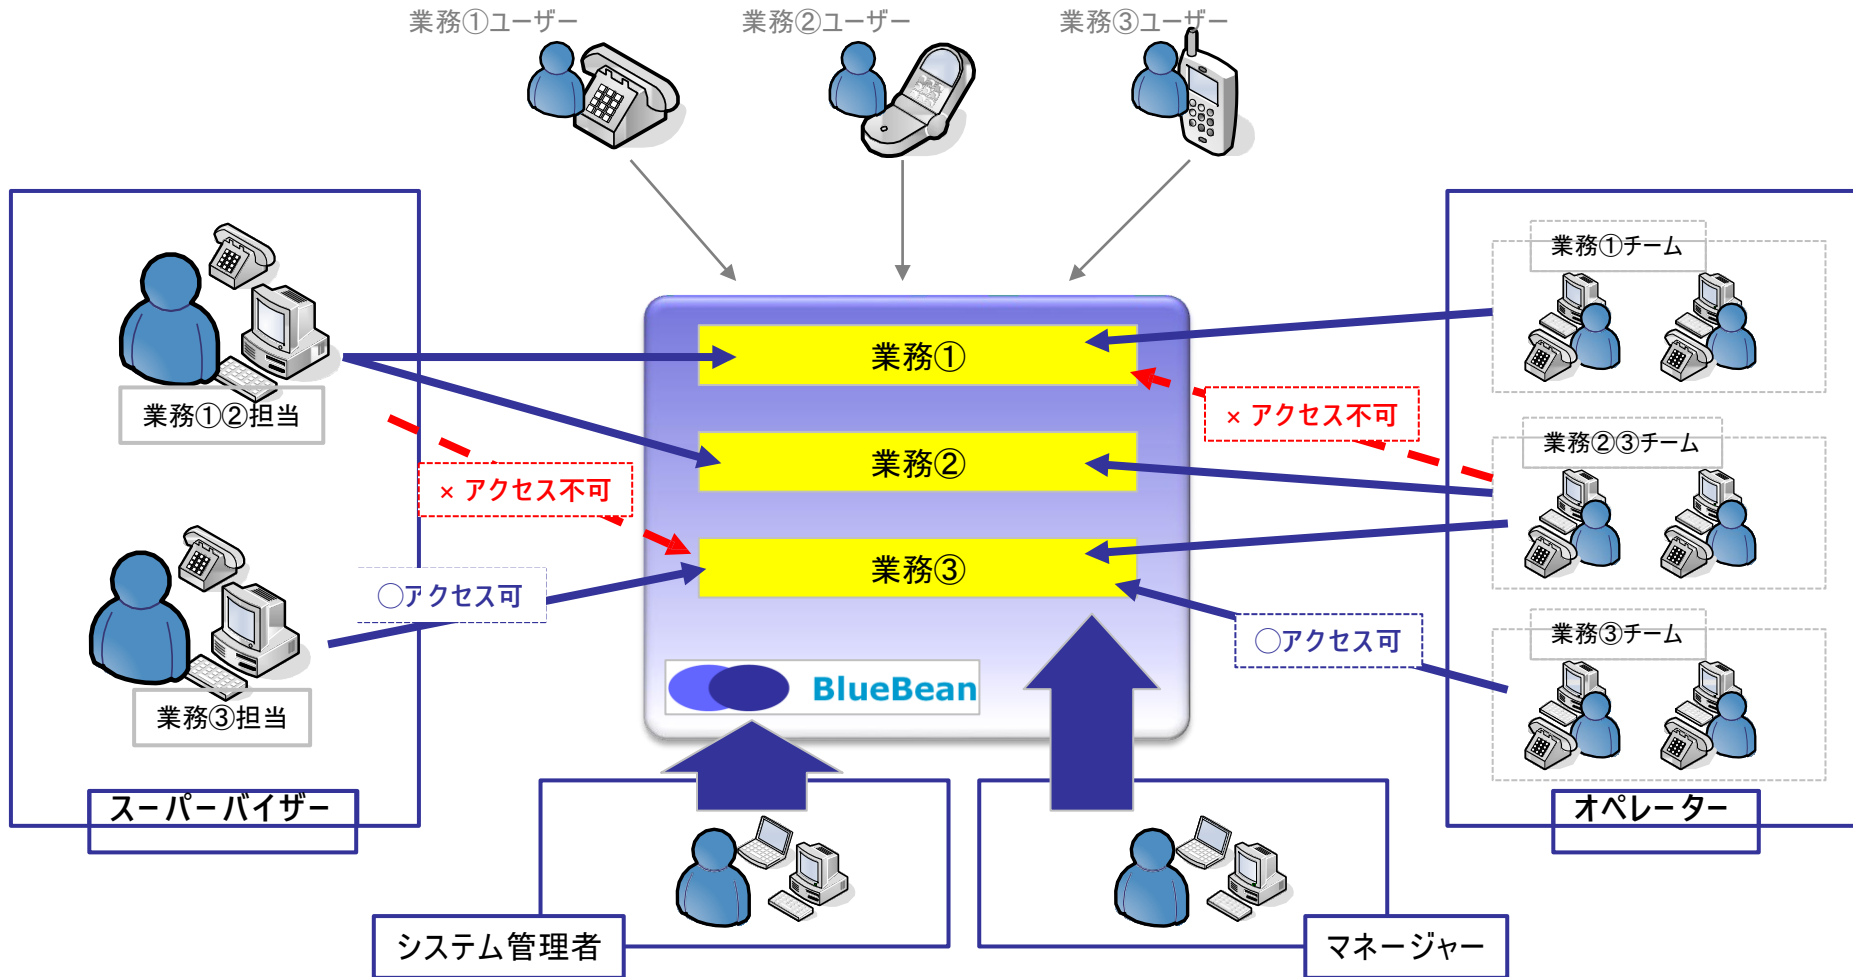 業務①ユーザー
業務②ユーザー
業務③ユーザー
業務①チーム
業務①
× アクセス不可
業務①②担当
業務②③チーム
業務②
× アクセス不可
業務③
○アクセス可
業務③チーム
○アクセス可
BlueBean
業務③担当
スーパーバイザー
オペレーター
システム管理者
マネージャー